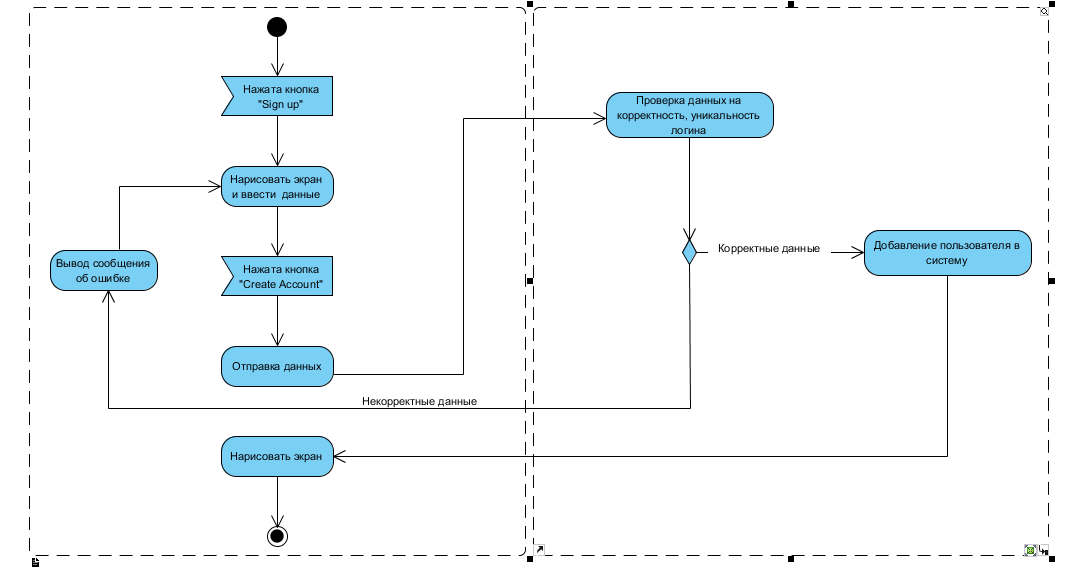 Нажата кнопка
"Sign up"
Нарисовать экран
и ввести данные
Вывод сообщения
об ошибке
Нажата кнопка
"Create Account"
Отправка данных
Проверка данных на
корректность, уникальность
логина
Корректные данные
Добавление пользователя в
систему
Некорректные данные
Нарисовать экран